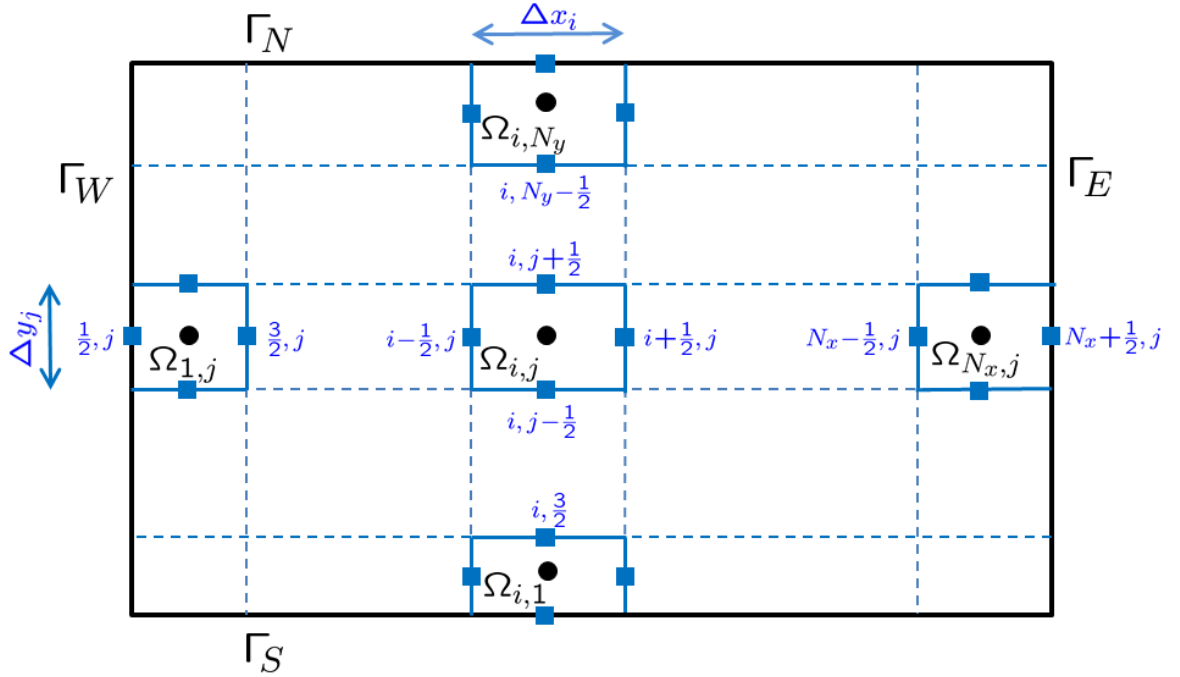 Δx_i
Γ_N
Ω_{i,N_y}
Γ_W
Γ_E
i, N_y−1/2
i, j+1/2
Δy_j
1/2, j
3/2, j
i−1/2, j
i+1/2, j
N_x−1/2, j
N_x+1/2, j
Ω_{1,j}
Ω_{i,j}
Ω_{N_x,j}
i, j−1/2
i, 3/2
Ω_{i,1}
Γ_S